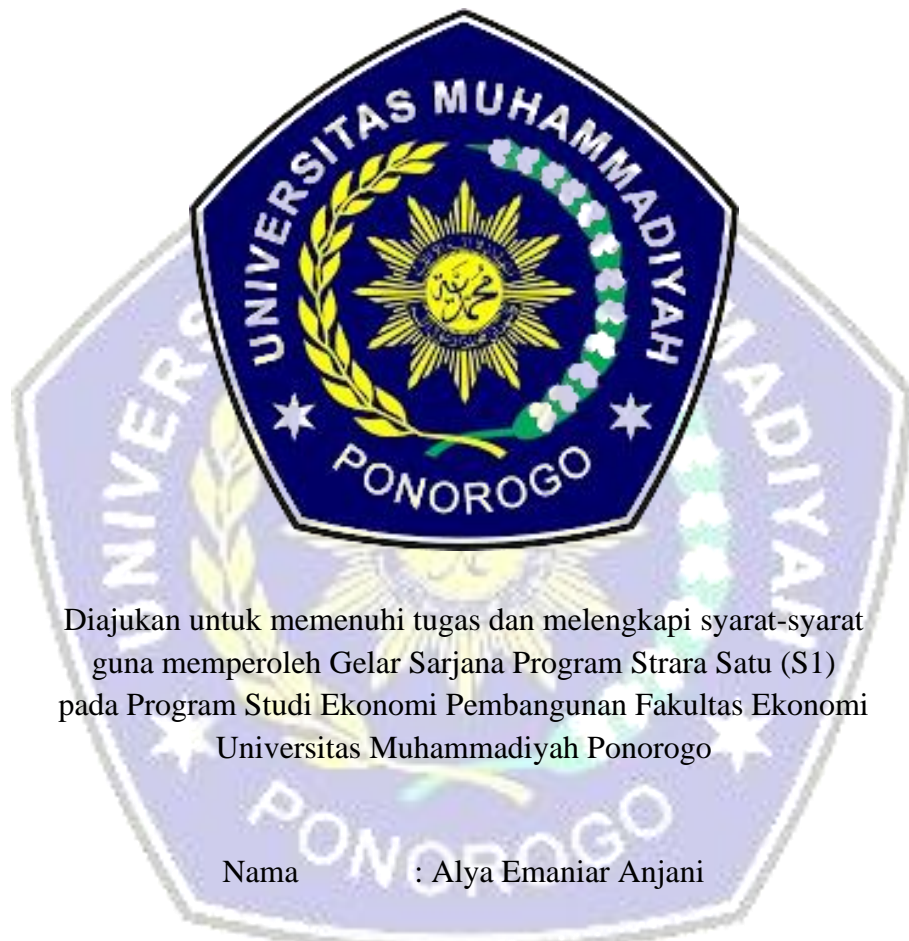 UNIVERSITAS MUHAMMADIYAH
PONOROGO
Diajukan untuk memenuhi tugas dan melengkapi syarat-syarat
guna memperoleh Gelar Sarjana Program Strara Satu (S1)
pada Program Studi Ekonomi Pembangunan Fakultas Ekonomi
Universitas Muhammadiyah Ponorogo
PONOROGO
Nama : Alya Emaniar Anjani